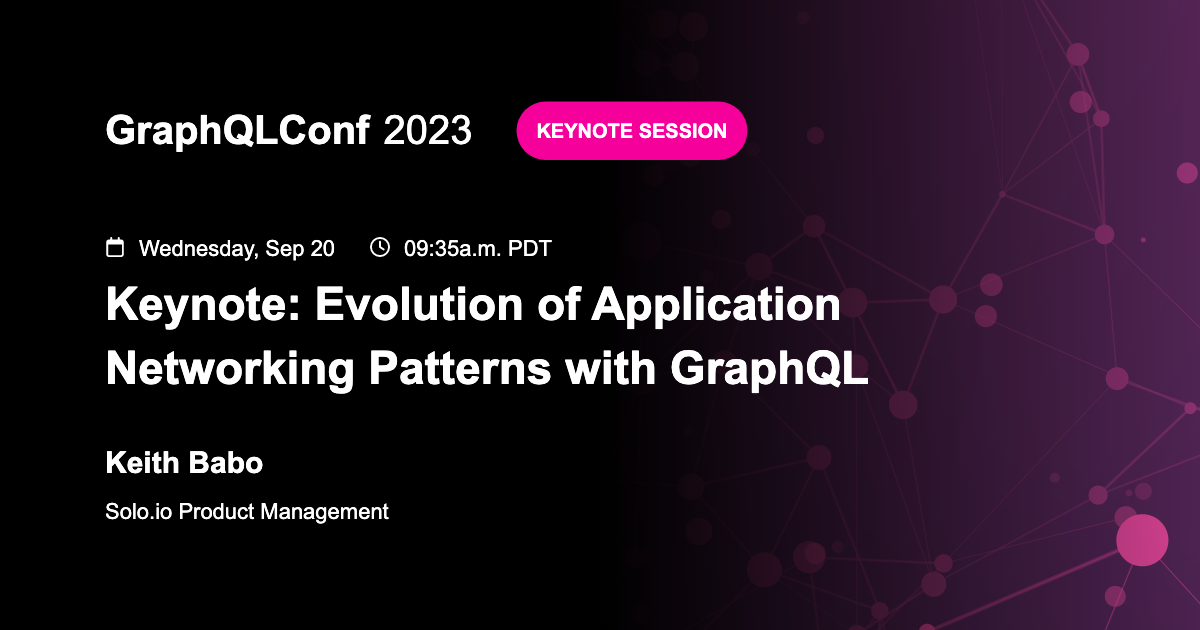 GraphQLConf 2023
KEYNOTE SESSION
Wednesday, Sep 20 09:35a.m. PDT
Keynote: Evolution of Application
Networking Patterns with GraphQL
Keith Babo
Solo.io Product Management